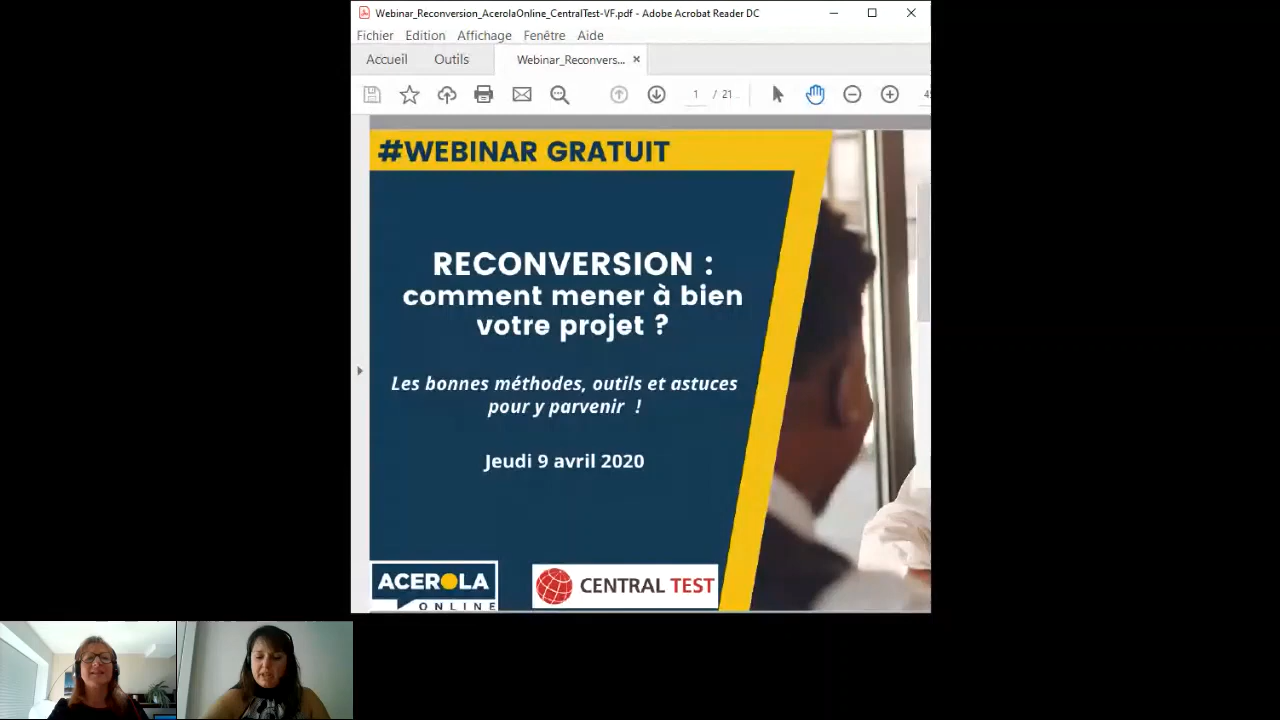 Webinar_Reconversion_AcerolaOnline_CentralTest-VF.pdf - Adobe Acrobat Reader DC
Fichier Edition Affichage Fenêtre Aide
Accueil Outils Webinar_Reconvers... ×
1 / 21
#WEBINAR GRATUIT
RECONVERSION :
comment mener à bien
votre projet ?
Les bonnes méthodes, outils et astuces
pour y parvenir !
Jeudi 9 avril 2020
ACEROLA
ONLINE
CENTRAL TEST